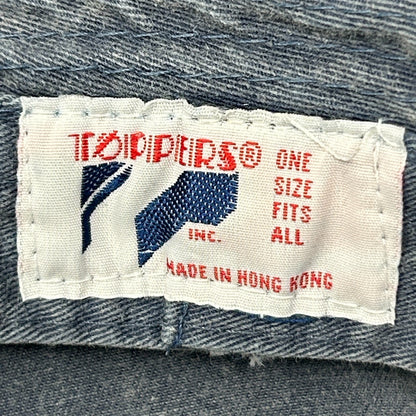 TOPPERS®
ONE
SIZE
FITS
ALL
INC.
MADE IN HONG KONG